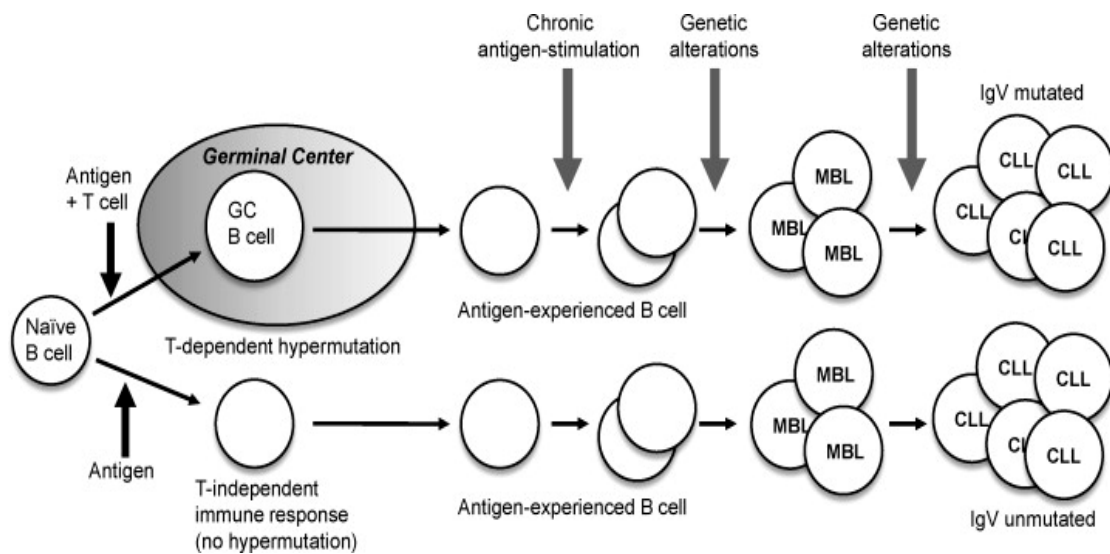 Chronic
antigen-stimulation
Genetic
alterations
Genetic
alterations
IgV mutated
Germinal Center
Antigen
+ T cell
GC
B cell
MBL
MBL
MBL
CLL
CLL
CLL
CLL
CLL
Antigen-experienced B cell
Naïve
B cell
T-dependent hypermutation
MBL
MBL
MBL
CLL
CLL
CLL
CLL
CLL
Antigen
T-independent
immune response
(no hypermutation)
Antigen-experienced B cell
IgV unmutated